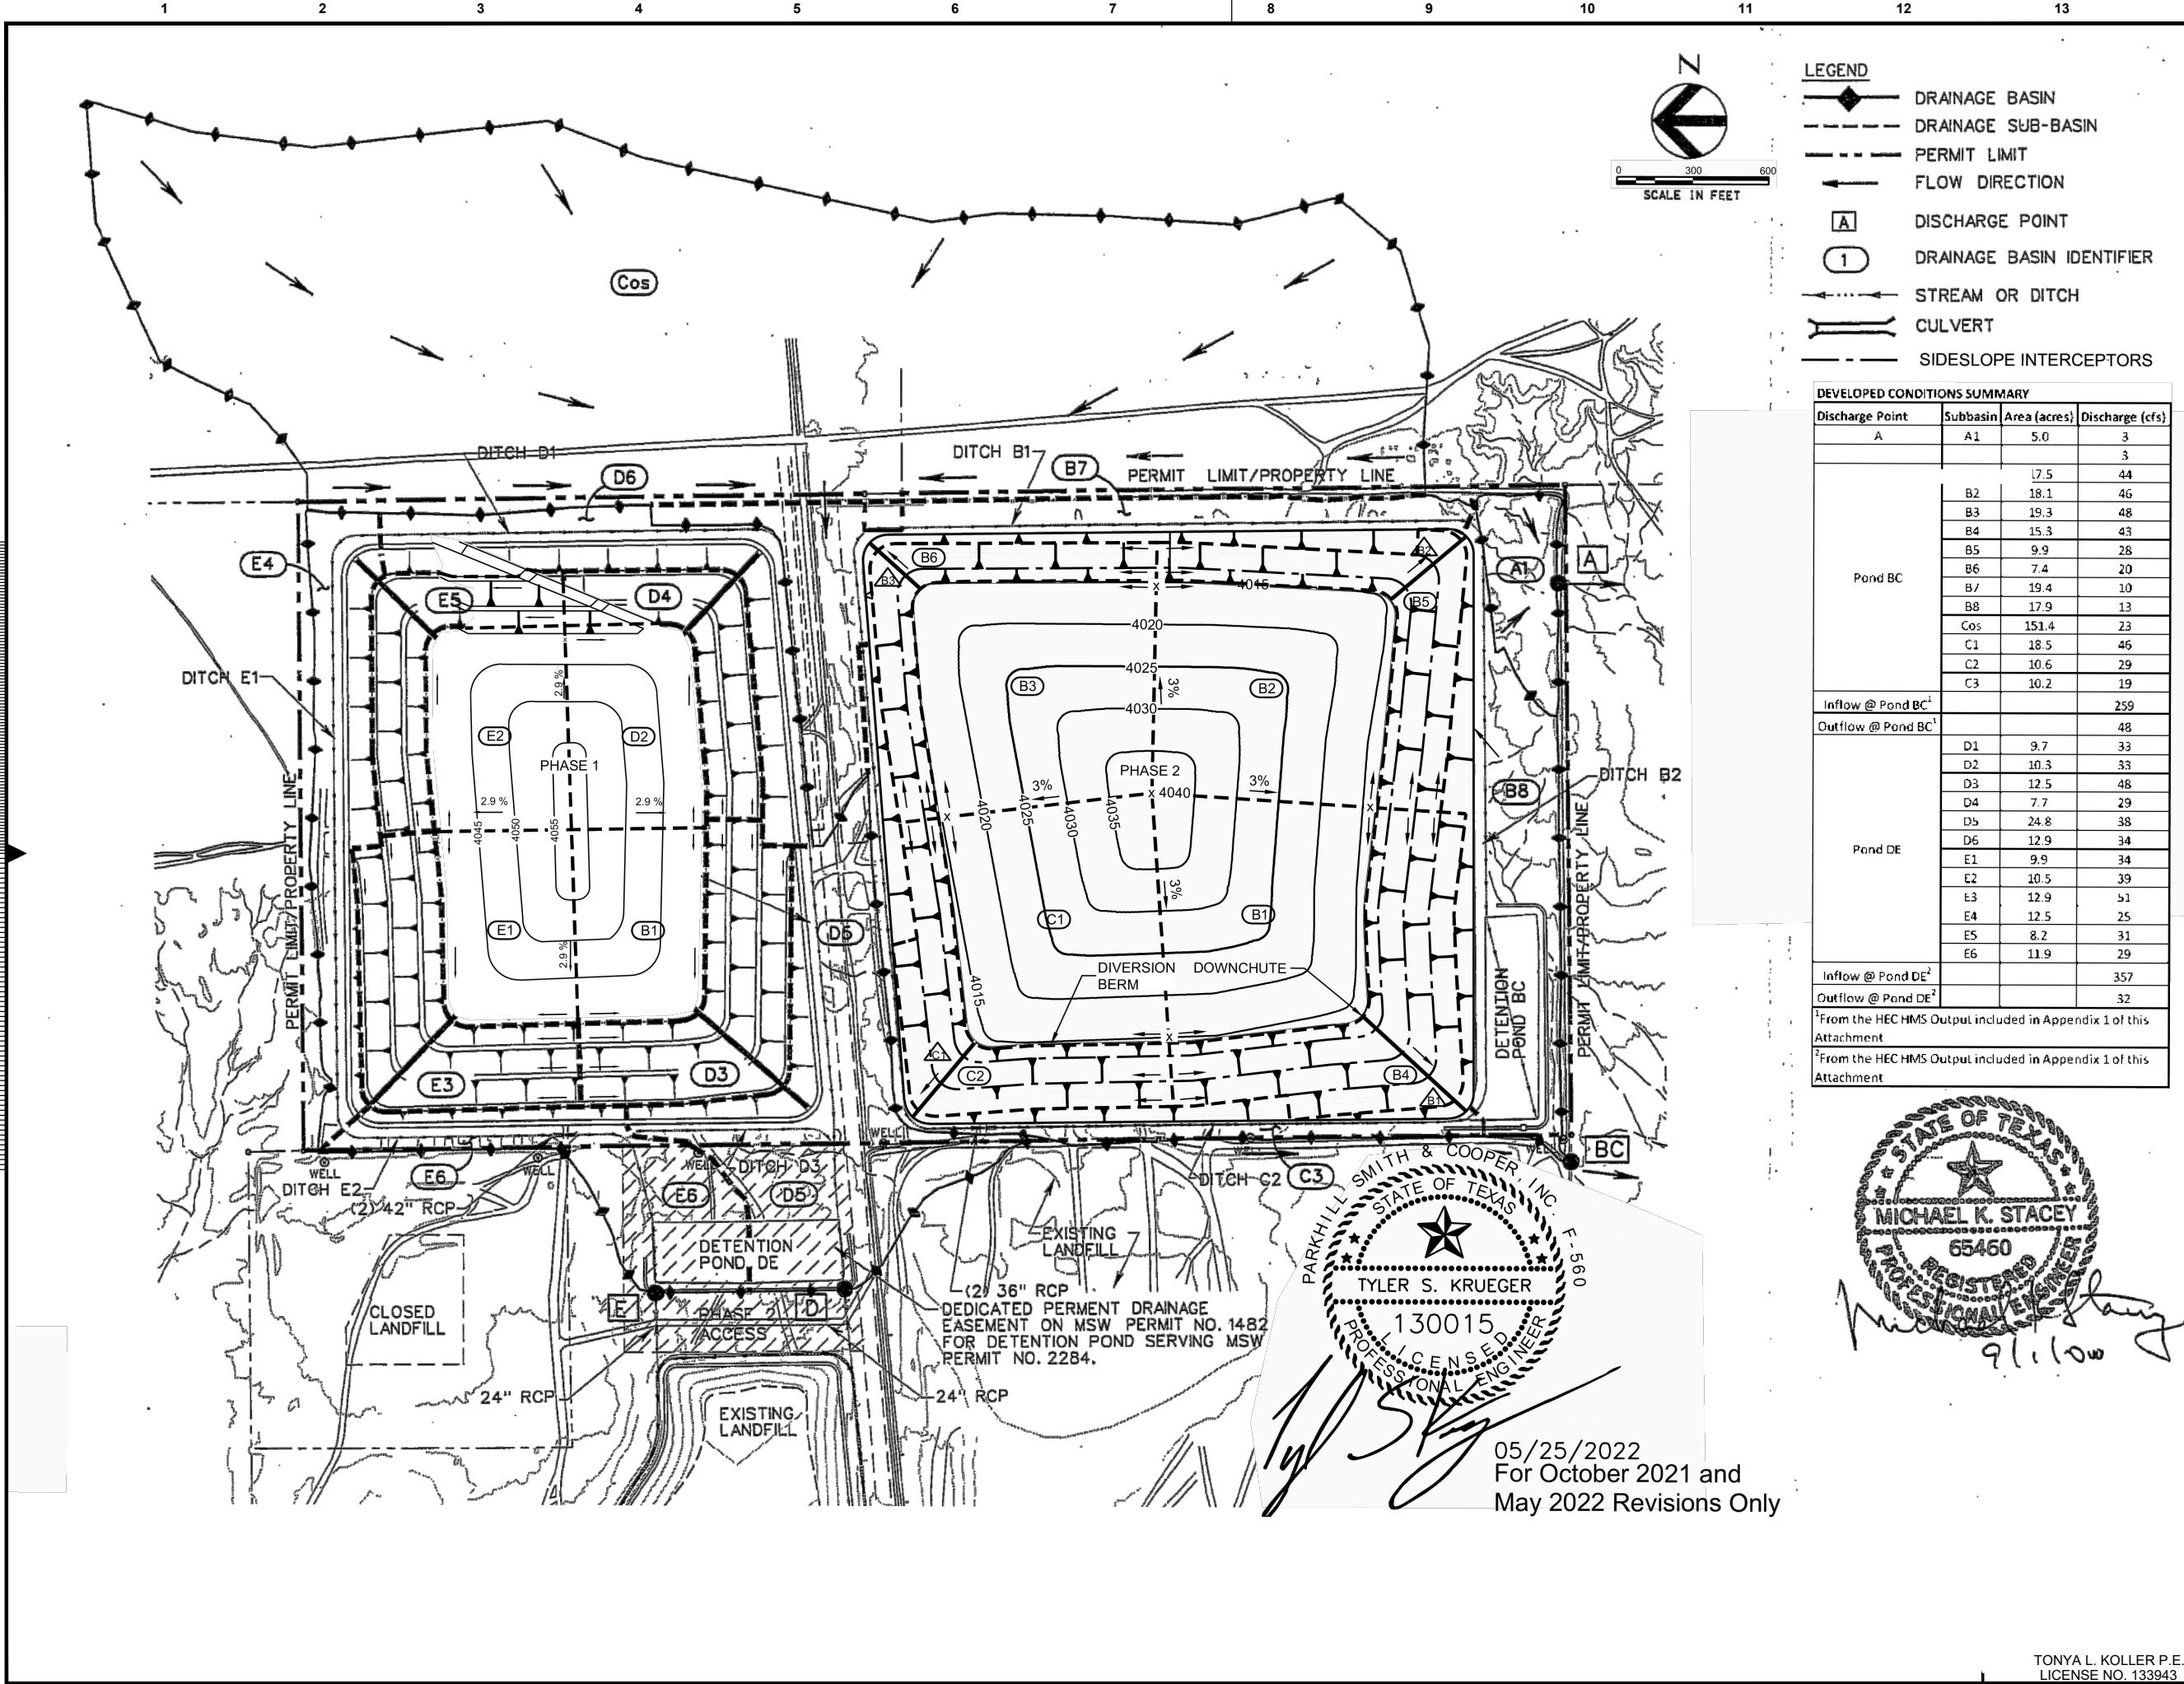 1 2 3 4 5 6 7 8 9 10 11 12 13
N
0 300 600
SCALE IN FEET
LEGEND
DRAINAGE BASIN
DRAINAGE SUB-BASIN
PERMIT LIMIT
FLOW DIRECTION
A DISCHARGE POINT
1 DRAINAGE BASIN IDENTIFIER
STREAM OR DITCH
CULVERT
SIDESLOPE INTERCEPTORS
DEVELOPED CONDITIONS SUMMARY
Discharge Point Subbasin Area (acres) Discharge (cfs)
A A1 5.0 3
3
17.5 44
B2 18.1 46
B3 19.3 48
B4 15.3 43
B5 9.9 28
Pond BC
B6 7.4 20
B7 19.4 10
B8 17.9 13
Cos 151.4 23
C1 18.5 46
C2 10.6 29
C3 10.2 19
Inflow @ Pond BC1 259
Outflow @ Pond BC1 48
D1 9.7 33
D2 10.3 33
D3 12.5 48
D4 7.7 29
D5 24.8 38
D6 12.9 34
Pond DE
E1 9.9 34
E2 10.5 39
E3 12.9 51
E4 12.5 25
E5 8.2 31
E6 11.9 29
Inflow @ Pond DE2 357
Outflow @ Pond DE2 32
1From the HEC HMS Output included in Appendix 1 of this
Attachment
2From the HEC HMS Output included in Appendix 1 of this
Attachment
Cos
DITCH D1
D6
DITCH B1
B7
PERMIT LIMIT/PROPERTY LINE
E4
E5
D4
B6
B3
B2
B5
A1
A
4015
4020
4025
4030
B3
B2
3%
DITCH E1
2.9 %
E2
D2
PHASE 1
2.9 %
2.9 %
4045
4050
4055
E1
B1
2.9 %
PERMIT LIMIT/PROPERTY LINE
PHASE 2
x 4040
3%
3%
4020
4025
4030
4035
3%
C1
B1
4015
D5
B8
DITCH B2
PERMIT LIMIT/PROPERTY LINE
DETENTION
POND BC
DIVERSION
BERM
DOWNCHUTE
E3
D3
C1
C2
B4
B1
WELL
WELL
WELL
WELL
BC
DITCH E2
E6
(2) 42" RCP
E6
DITCH D3
D5
DITCH C2
C3
DETENTION
POND DE
EXISTING
LANDFILL
CLOSED
LANDFILL
E
D
PHASE 2
ACCESS
(2) 36" RCP
DEDICATED PERMENT DRAINAGE
EASEMENT ON MSW PERMIT NO. 1482
FOR DETENTION POND SERVING MSW
PERMIT NO. 2284.
24" RCP
24" RCP
EXISTING
LANDFILL
PARKHILL SMITH & COOPER, INC. F-560
STATE OF TEXAS
TYLER S. KRUEGER
130015
LICENSED
PROFESSIONAL ENGINEER
05/25/2022
For October 2021 and
May 2022 Revisions Only
STATE OF TEXAS
MICHAEL K. STACEY
65460
REGISTERED
PROFESSIONAL ENGINEER
TONYA L. KOLLER P.E.
LICENSE NO. 133943